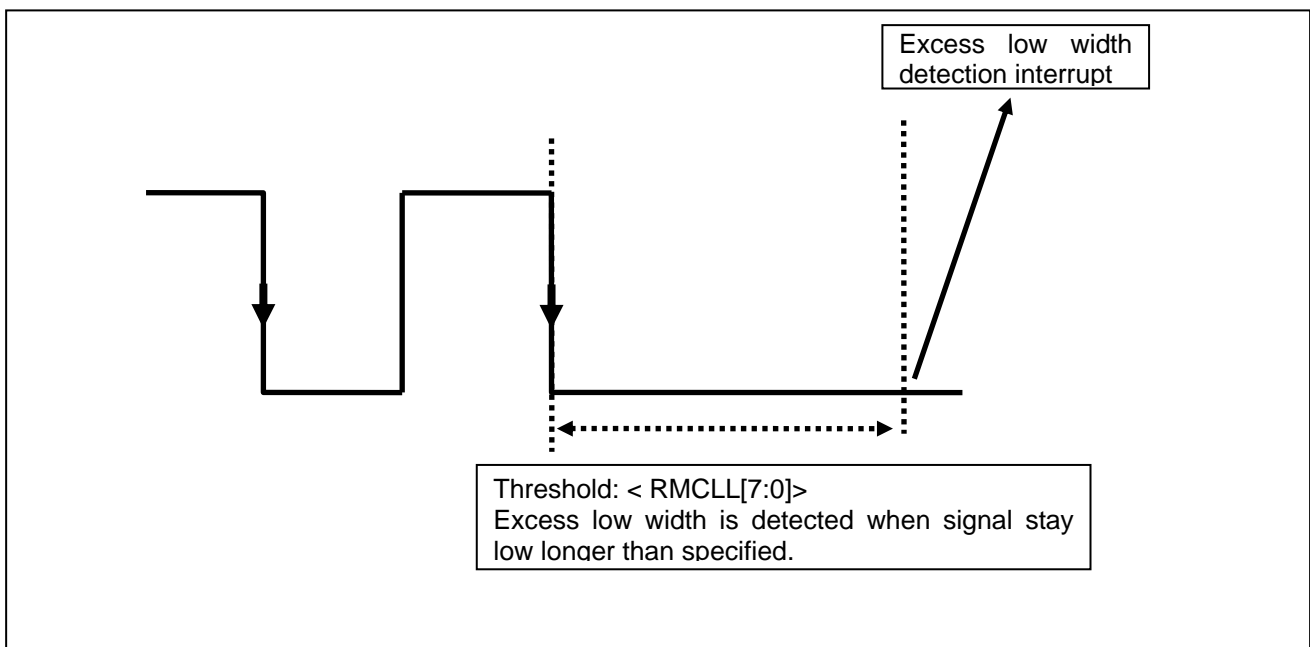 Excess low width
detection interrupt
Threshold: < RMCLL[7:0]>
Excess low width is detected when signal stay
low longer than specified.